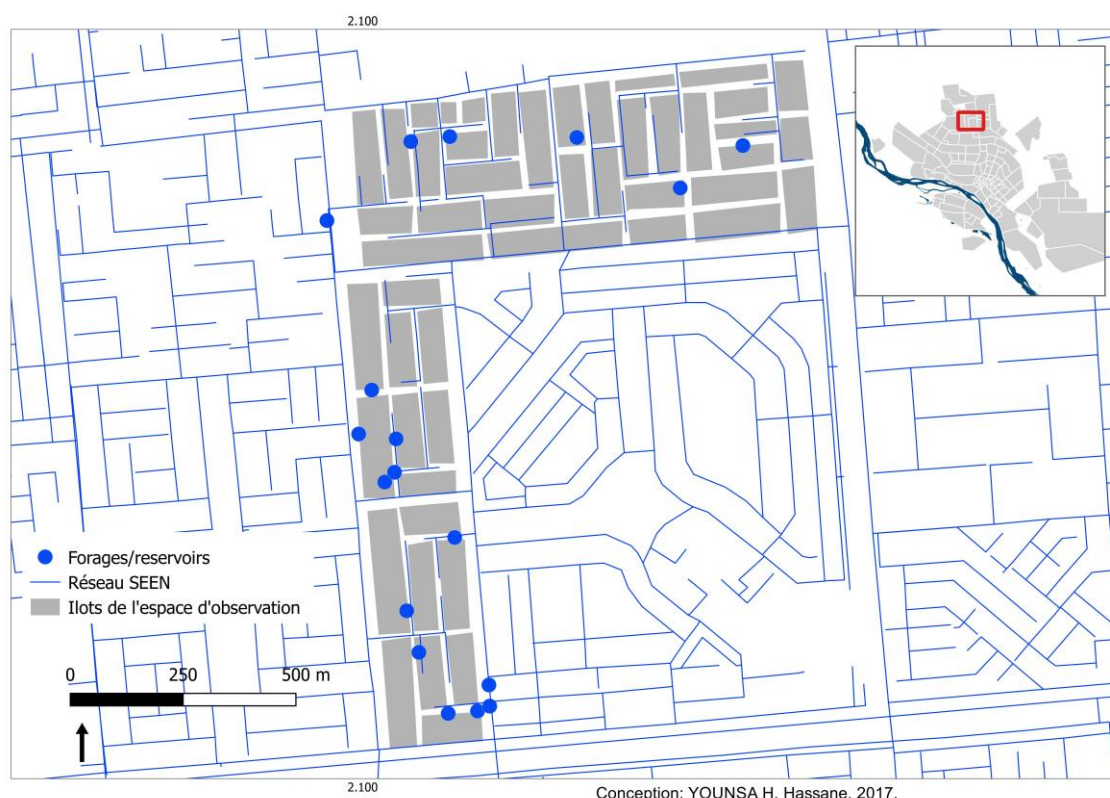 2.100
Forages/reservoirs
Réseau SEEN
Ilots de l'espace d'observation
0 250 500 m
2.100
Conception: YOUNSA H. Hassane, 2017.